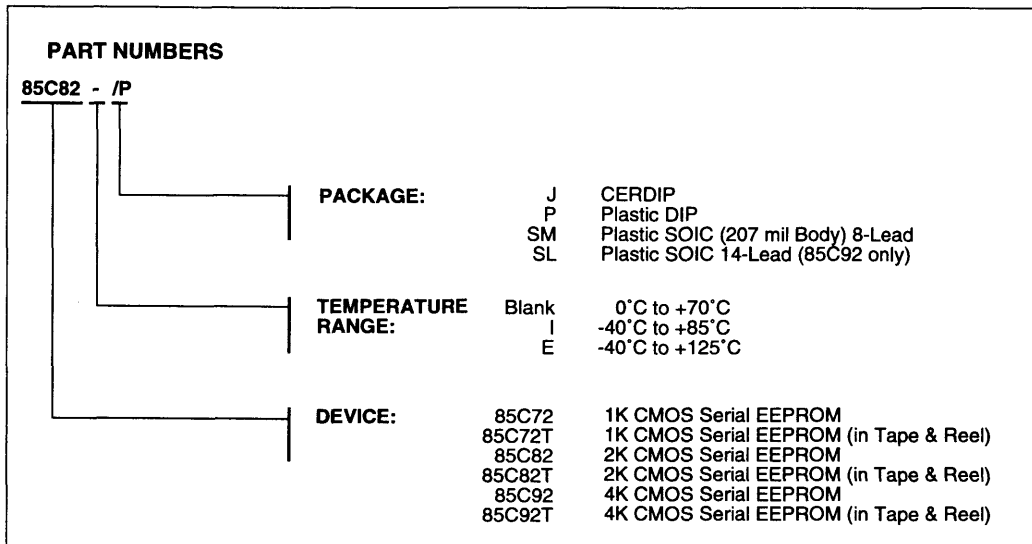 PART NUMBERS
85C82 - /P
PACKAGE: J CERDIP
P Plastic DIP
SM Plastic SOIC (207 mil Body) 8-Lead
SL Plastic SOIC 14-Lead (85C92 only)
TEMPERATURE Blank 0°C to +70°C
RANGE: I -40°C to +85°C
E -40°C to +125°C
DEVICE: 85C72 1K CMOS Serial EEPROM
85C72T 1K CMOS Serial EEPROM (in Tape & Reel)
85C82 2K CMOS Serial EEPROM
85C82T 2K CMOS Serial EEPROM (in Tape & Reel)
85C92 4K CMOS Serial EEPROM
85C92T 4K CMOS Serial EEPROM (in Tape & Reel)